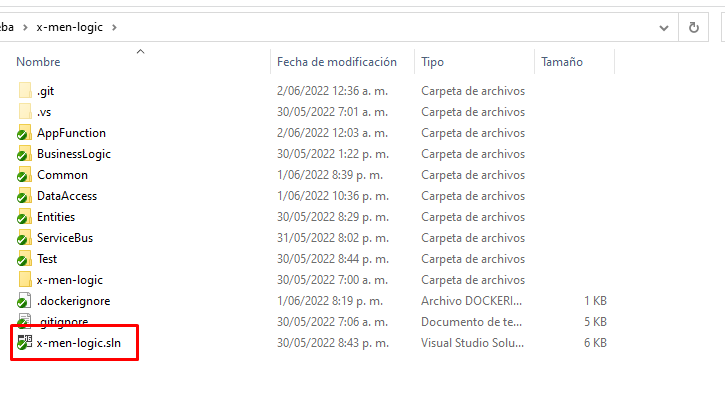 eba > x-men-logic >
Nombre Fecha de modificación Tipo Tamaño
.git 2/06/2022 12:36 a. m. Carpeta de archivos
.vs 30/05/2022 7:01 a. m. Carpeta de archivos
AppFunction 2/06/2022 12:03 a. m. Carpeta de archivos
BusinessLogic 30/05/2022 1:22 p. m. Carpeta de archivos
Common 1/06/2022 8:39 p. m. Carpeta de archivos
DataAccess 1/06/2022 10:36 p. m. Carpeta de archivos
Entities 30/05/2022 8:29 p. m. Carpeta de archivos
ServiceBus 31/05/2022 8:02 p. m. Carpeta de archivos
Test 30/05/2022 8:44 p. m. Carpeta de archivos
x-men-logic 30/05/2022 7:00 a. m. Carpeta de archivos
.dockerignore 1/06/2022 8:19 p. m. Archivo DOCKERI... 1 KB
.gitignore 30/05/2022 7:06 a. m. Documento de te... 5 KB
x-men-logic.sln 30/05/2022 8:43 p. m. Visual Studio Solu... 6 KB